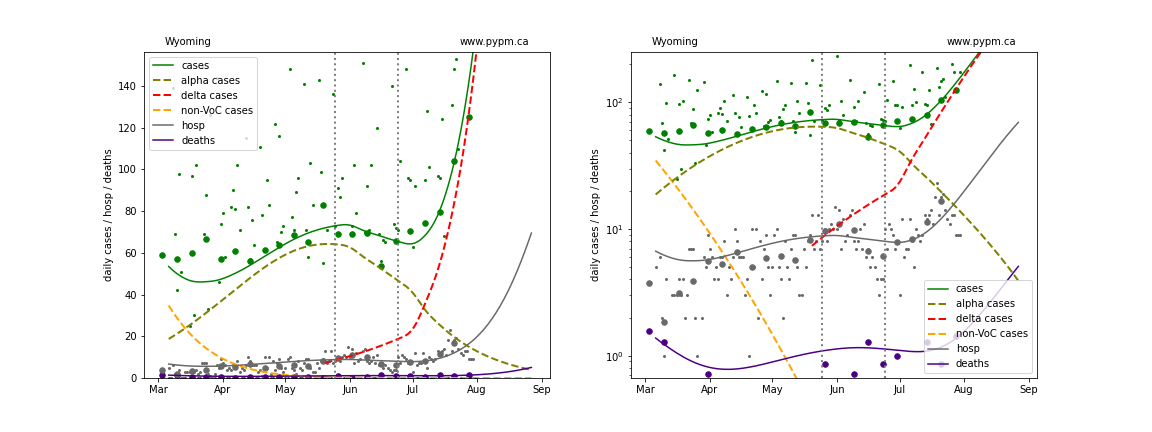 Wyoming www.pypm.ca
cases
alpha cases
delta cases
non-VoC cases
hosp
deaths
daily cases / hosp / deaths
140
120
100
80
60
40
20
0
Mar Apr May Jun Jul Aug Sep
Wyoming www.pypm.ca
daily cases / hosp / deaths
10²
10¹
10⁰
cases
alpha cases
delta cases
non-VoC cases
hosp
deaths
Mar Apr May Jun Jul Aug Sep